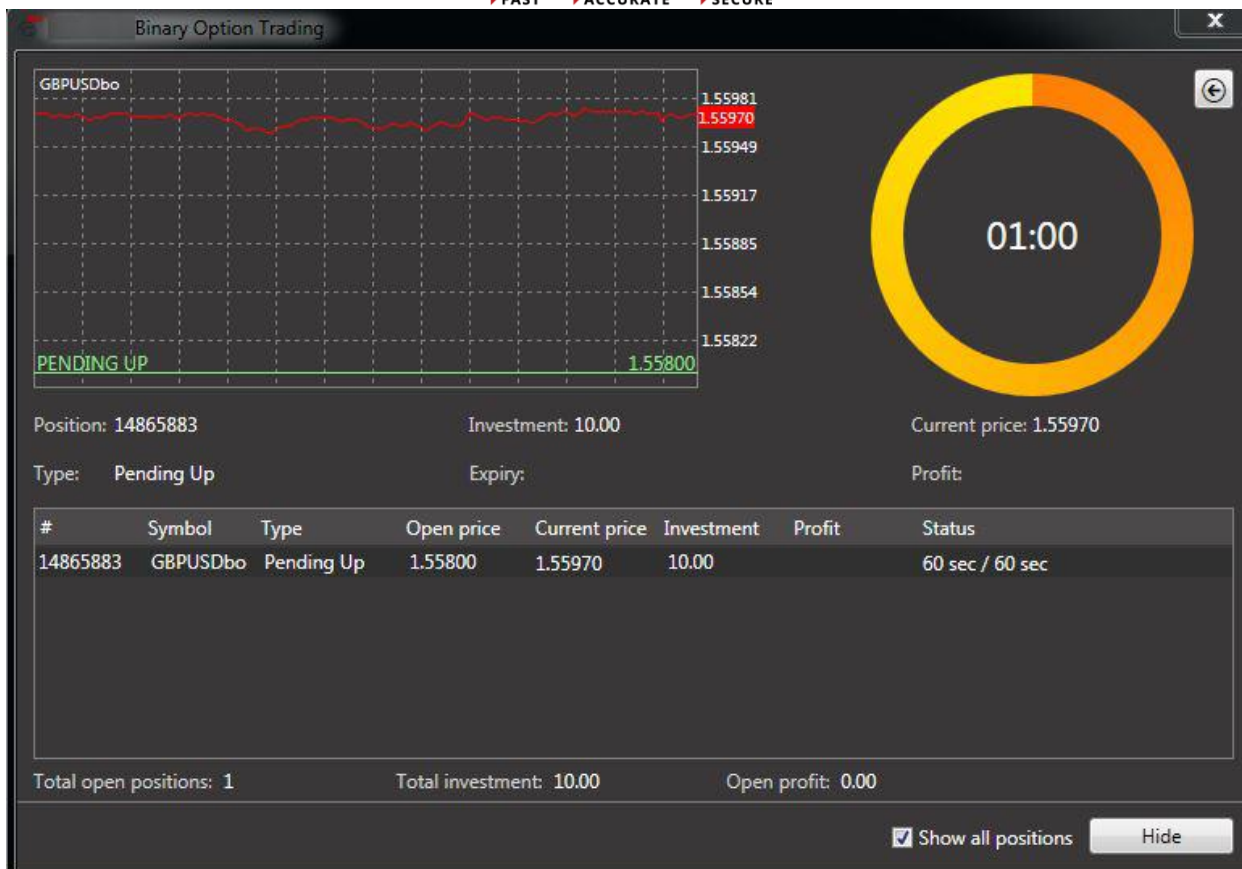 FAST ACCURATE SECURE
Binary Option Trading
X
GBPUSDbo
1.55981
1.55970
1.55949
1.55917
1.55885
1.55854
1.55822
PENDING UP 1.55800
01:00
Position: 14865883 Investment: 10.00 Current price: 1.55970
Type: Pending Up Expiry: Profit:
# Symbol Type Open price Current price Investment Profit Status
14865883 GBPUSDbo Pending Up 1.55800 1.55970 10.00 60 sec / 60 sec
Total open positions: 1 Total investment: 10.00 Open profit: 0.00
Show all positions Hide